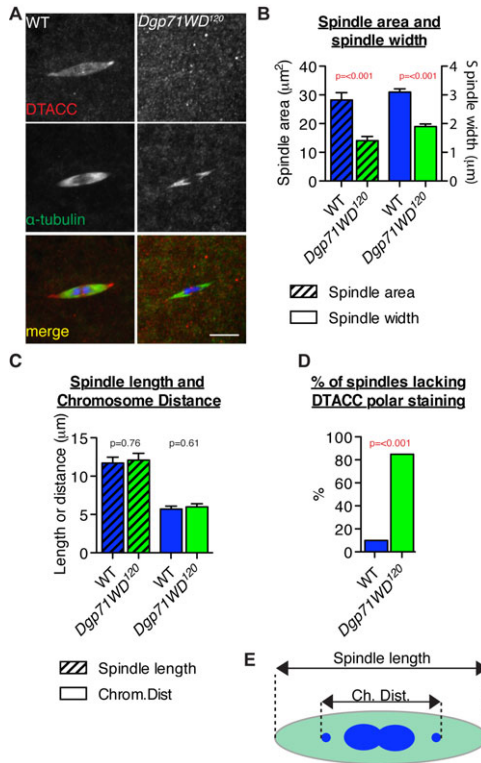 A
WT
Dgp71WD120
DTACC
α-tubulin
merge
B
Spindle area and
spindle width
Spindle area (μm2)
40
30
20
10
0
p=<0.001
p=<0.001
4
3
2
1
0
Spindle width
(μm)
WT
Dgp71WD120
WT
Dgp71WD120
Spindle area
Spindle width
C
Spindle length and
Chromosome Distance
Length or distance (μm)
15
10
5
0
p=0.76
p=0.61
WT
Dgp71WD120
WT
Dgp71WD120
Spindle length
Chrom.Dist
D
% of spindles lacking
DTACC polar staining
%
100
80
60
40
20
0
p=<0.001
WT
Dgp71WD120
E
Spindle length
Ch. Dist.